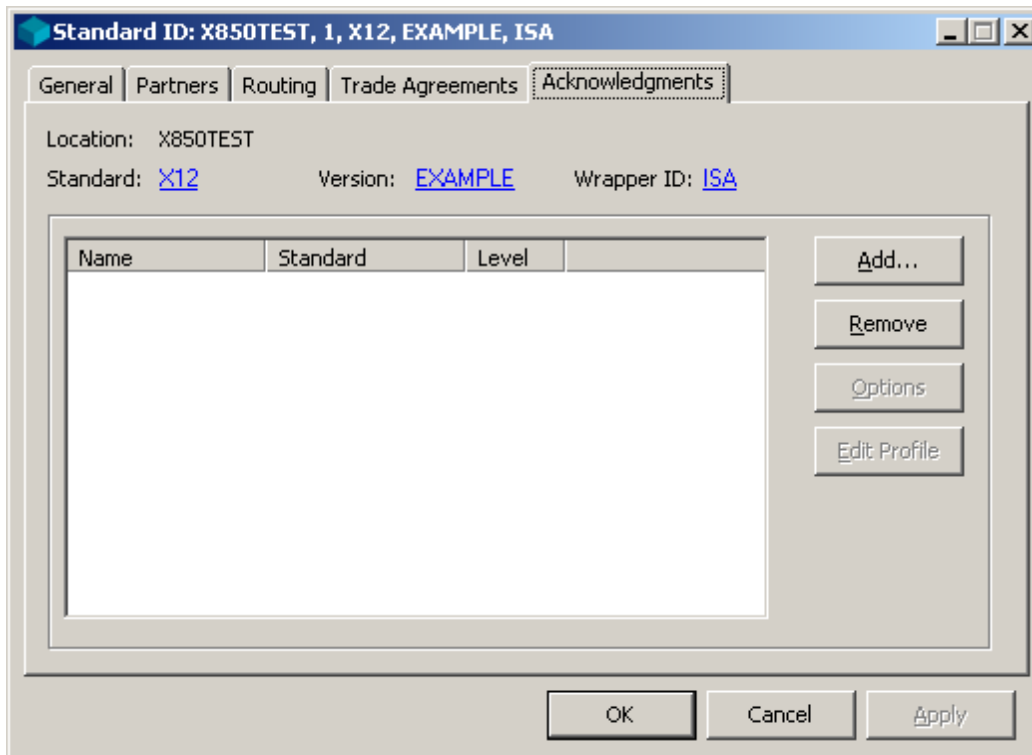 Standard ID: X850TEST, 1, X12, EXAMPLE, ISA
General Partners Routing Trade Agreements Acknowledgments
Location: X850TEST
Standard: X12 Version: EXAMPLE Wrapper ID: ISA
Name Standard Level
Add...
Remove
Options
Edit Profile
OK Cancel Apply